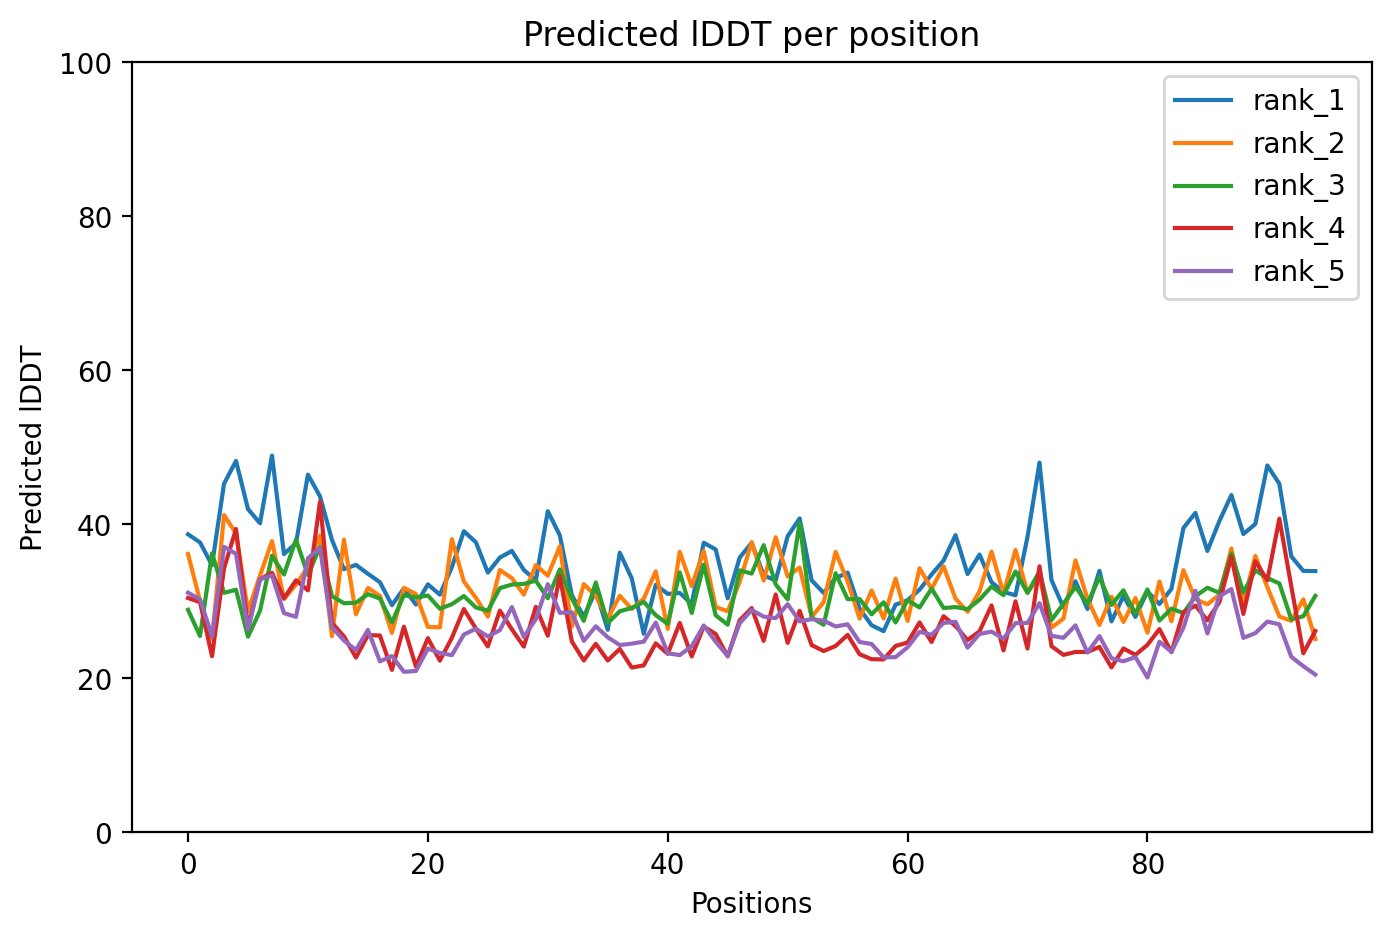 Predicted lDDT per position
100
80
60
40
20
0
Predicted lDDT
rank_1
rank_2
rank_3
rank_4
rank_5
0 20 40 60 80
Positions